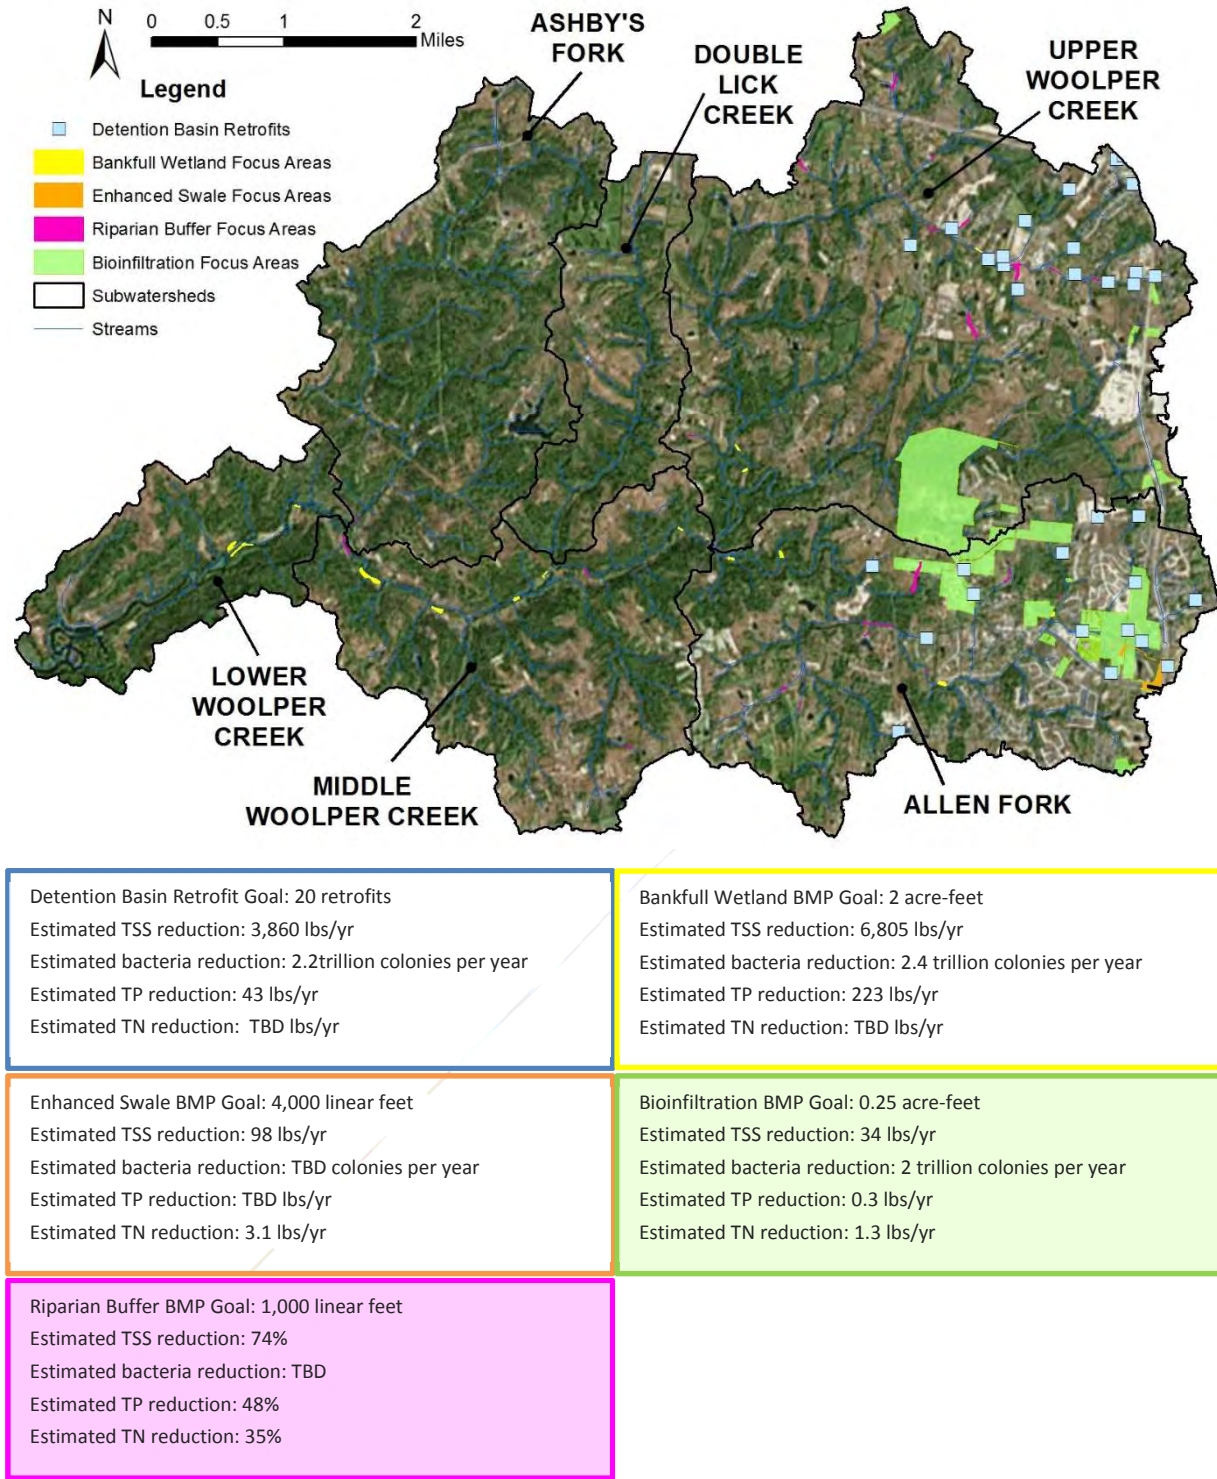 N
0 0.5 1 2
Miles
Legend
Detention Basin Retrofits
Bankfull Wetland Focus Areas
Enhanced Swale Focus Areas
Riparian Buffer Focus Areas
Bioinfiltration Focus Areas
Subwatersheds
Streams
ASHBY'S
FORK
DOUBLE
LICK
CREEK
UPPER
WOOLPER
CREEK
LOWER
WOOLPER
CREEK
MIDDLE
WOOLPER CREEK
ALLEN FORK
Detention Basin Retrofit Goal: 20 retrofits
Estimated TSS reduction: 3,860 lbs/yr
Estimated bacteria reduction: 2.2trillion colonies per year
Estimated TP reduction: 43 lbs/yr
Estimated TN reduction:  TBD lbs/yr
Bankfull Wetland BMP Goal: 2 acre-feet
Estimated TSS reduction: 6,805 lbs/yr
Estimated bacteria reduction: 2.4 trillion colonies per year
Estimated TP reduction: 223 lbs/yr
Estimated TN reduction: TBD lbs/yr
Enhanced Swale BMP Goal: 4,000 linear feet
Estimated TSS reduction: 98 lbs/yr
Estimated bacteria reduction: TBD colonies per year
Estimated TP reduction: TBD lbs/yr
Estimated TN reduction: 3.1 lbs/yr
Bioinfiltration BMP Goal: 0.25 acre-feet
Estimated TSS reduction: 34 lbs/yr
Estimated bacteria reduction: 2 trillion colonies per year
Estimated TP reduction: 0.3 lbs/yr
Estimated TN reduction: 1.3 lbs/yr
Riparian Buffer BMP Goal: 1,000 linear feet
Estimated TSS reduction: 74%
Estimated bacteria reduction: TBD
Estimated TP reduction: 48%
Estimated TN reduction: 35%